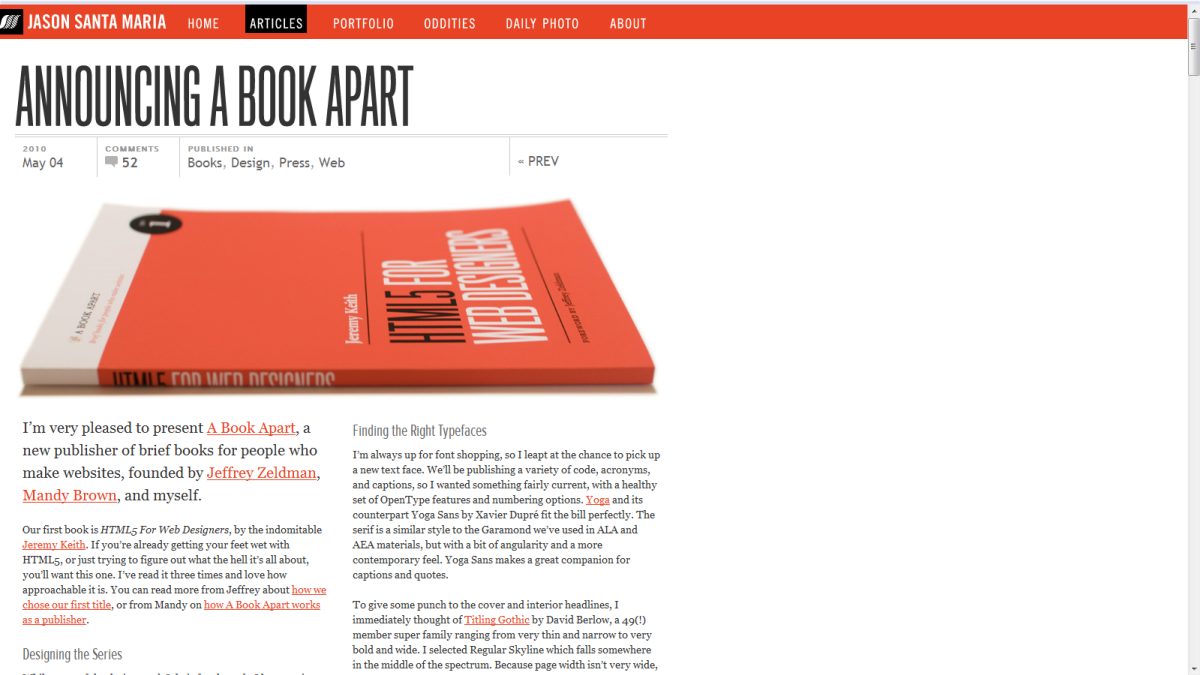 JASON SANTA MARIA
HOME
ARTICLES
PORTFOLIO
ODDITIES
DAILY PHOTO
ABOUT
ANNOUNCING A BOOK APART
2010
May 04
COMMENTS
52
PUBLISHED IN
Books, Design, Press, Web
« PREV
1
A BOOK APART
Brief books for people who make websites
Jeremy Keith
HTML5 FOR
WEB DESIGNERS
FOREWORD BY Jeffrey Zeldman
HTML5 FOR WEB DESIGNERS
I'm very pleased to present A Book Apart, a
new publisher of brief books for people who
make websites, founded by Jeffrey Zeldman,
Mandy Brown, and myself.
Our first book is HTML5 For Web Designers, by the indomitable
Jeremy Keith. If you're already getting your feet wet with
HTML5, or just trying to figure out what the hell it's all about,
you'll want this one. I've read it three times and love how
approachable it is. You can read more from Jeffrey about how we
chose our first title, or from Mandy on how A Book Apart works
as a publisher.
Designing the Series
Finding the Right Typefaces
I'm always up for font shopping, so I leapt at the chance to pick up
a new text face. We'll be publishing a variety of code, acronyms,
and captions, so I wanted something fairly current, with a healthy
set of OpenType features and numbering options. Yoga and its
counterpart Yoga Sans by Xavier Dupré fit the bill perfectly. The
serif is a similar style to the Garamond we've used in ALA and
AEA materials, but with a bit of angularity and a more
contemporary feel. Yoga Sans makes a great companion for
captions and quotes.
To give some punch to the cover and interior headlines, I
immediately thought of Titling Gothic by David Berlow, a 49(!)
member super family ranging from very thin and narrow to very
bold and wide. I selected Regular Skyline which falls somewhere
in the middle of the spectrum. Because page width isn't very wide,